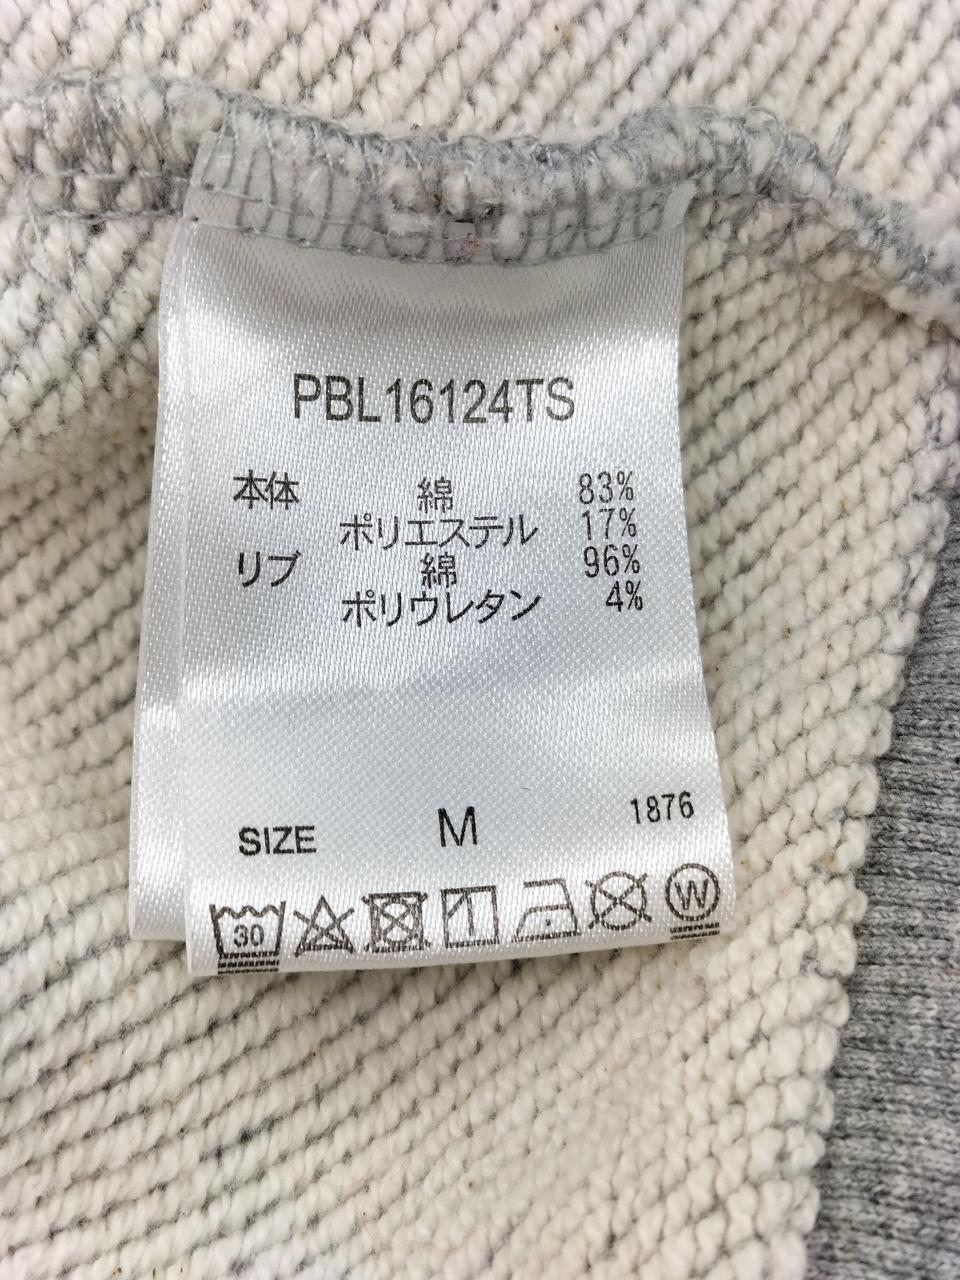 PBL16124TS
本体 綿 83%
ポリエステル 17%
リブ 綿 96%
ポリウレタン 4%
SIZE M 1876
30 W